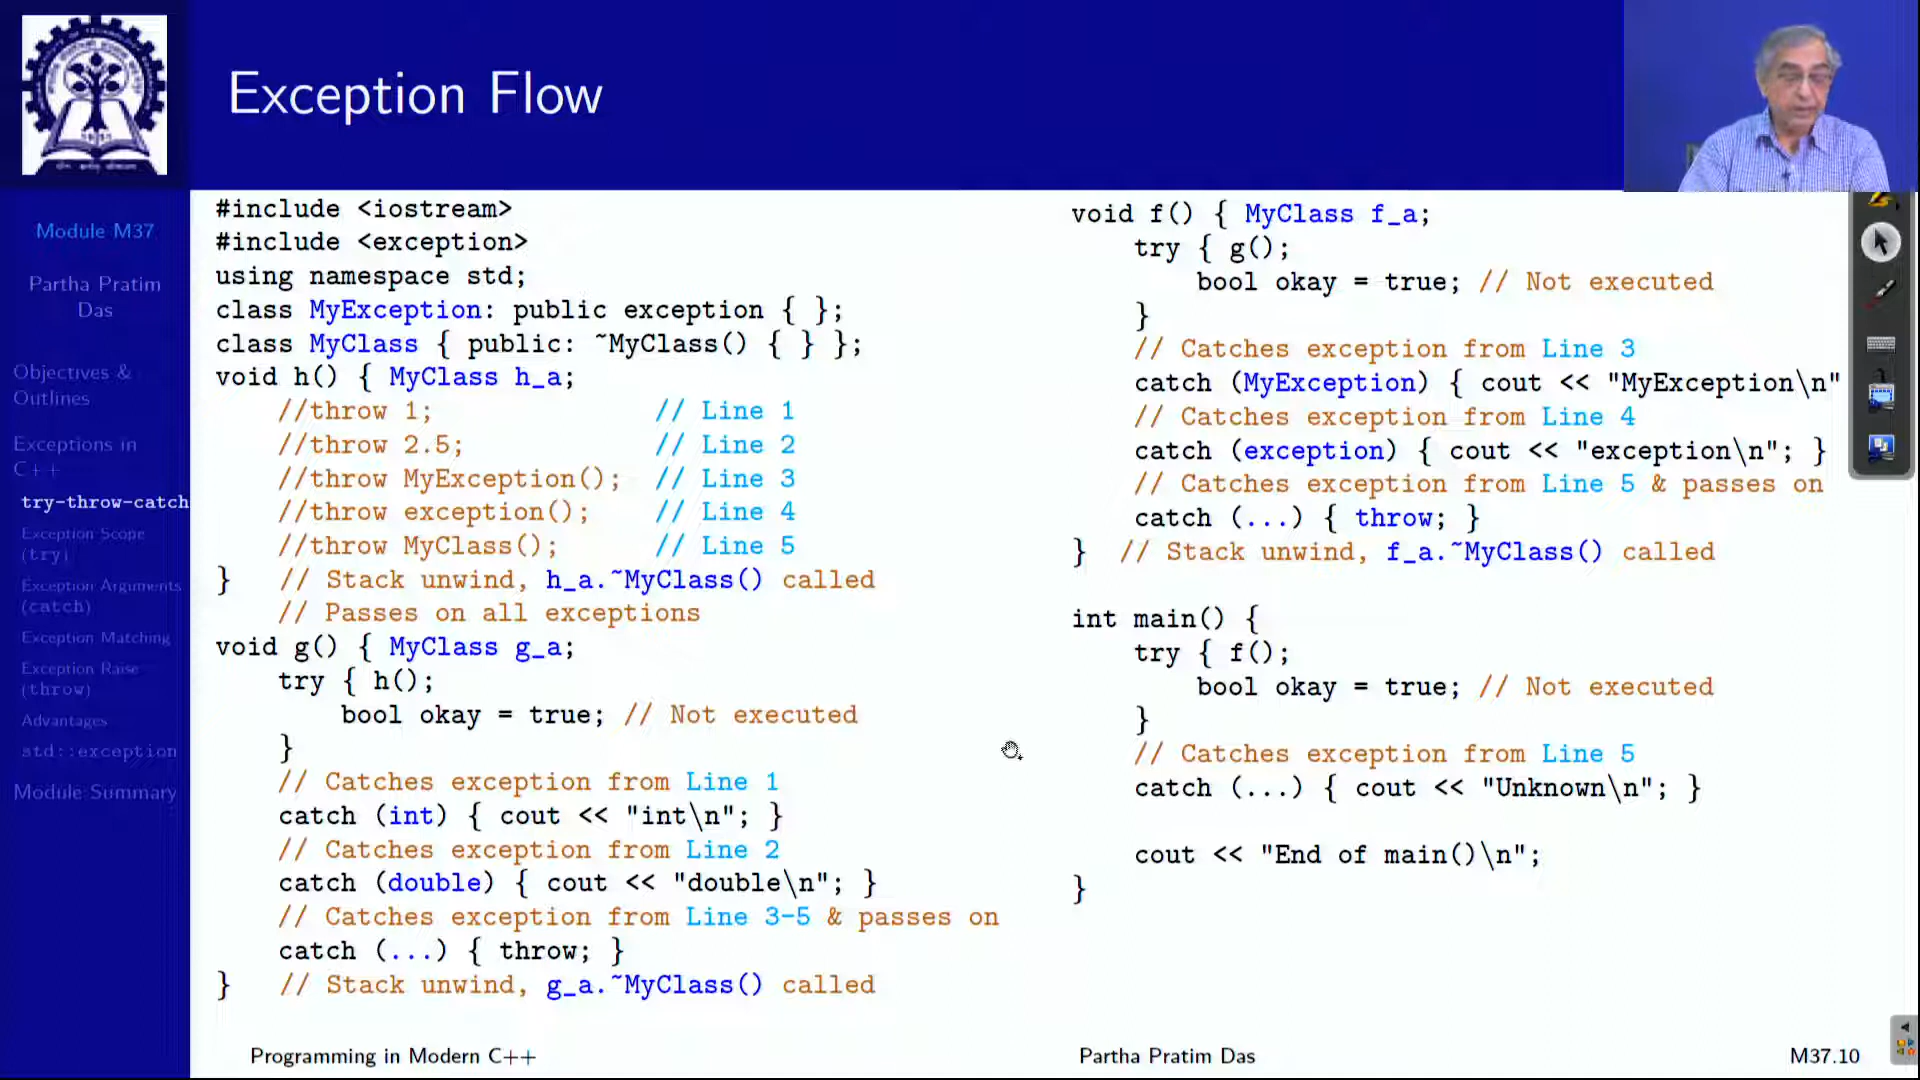 Exception Flow
Module M37
Partha Pratim
Das
Objectives &
Outlines
Exceptions in
C++
try-throw-catch
Exception Scope
(try)
Exception Arguments
(catch)
Exception Matching
Exception Raise
(throw)
Advantages
std::exception
Module Summary
#include <iostream>
#include <exception>
using namespace std;
class MyException: public exception { };
class MyClass { public: ~MyClass() { } };
void h() { MyClass h_a;
//throw 1; // Line 1
//throw 2.5; // Line 2
//throw MyException(); // Line 3
//throw exception(); // Line 4
//throw MyClass(); // Line 5
} // Stack unwind, h_a.~MyClass() called
// Passes on all exceptions
void g() { MyClass g_a;
try { h();
bool okay = true; // Not executed
}
// Catches exception from Line 1
catch (int) { cout << "int\n"; }
// Catches exception from Line 2
catch (double) { cout << "double\n"; }
// Catches exception from Line 3-5 & passes on
catch (...) { throw; }
} // Stack unwind, g_a.~MyClass() called
void f() { MyClass f_a;
try { g();
bool okay = true; // Not executed
}
// Catches exception from Line 3
catch (MyException) { cout << "MyException\n"
// Catches exception from Line 4
catch (exception) { cout << "exception\n"; }
// Catches exception from Line 5 & passes on
catch (...) { throw; }
} // Stack unwind, f_a.~MyClass() called
int main() {
try { f();
bool okay = true; // Not executed
}
// Catches exception from Line 5
catch (...) { cout << "Unknown\n"; }
cout << "End of main()\n";
}
Programming in Modern C++
Partha Pratim Das
M37.10